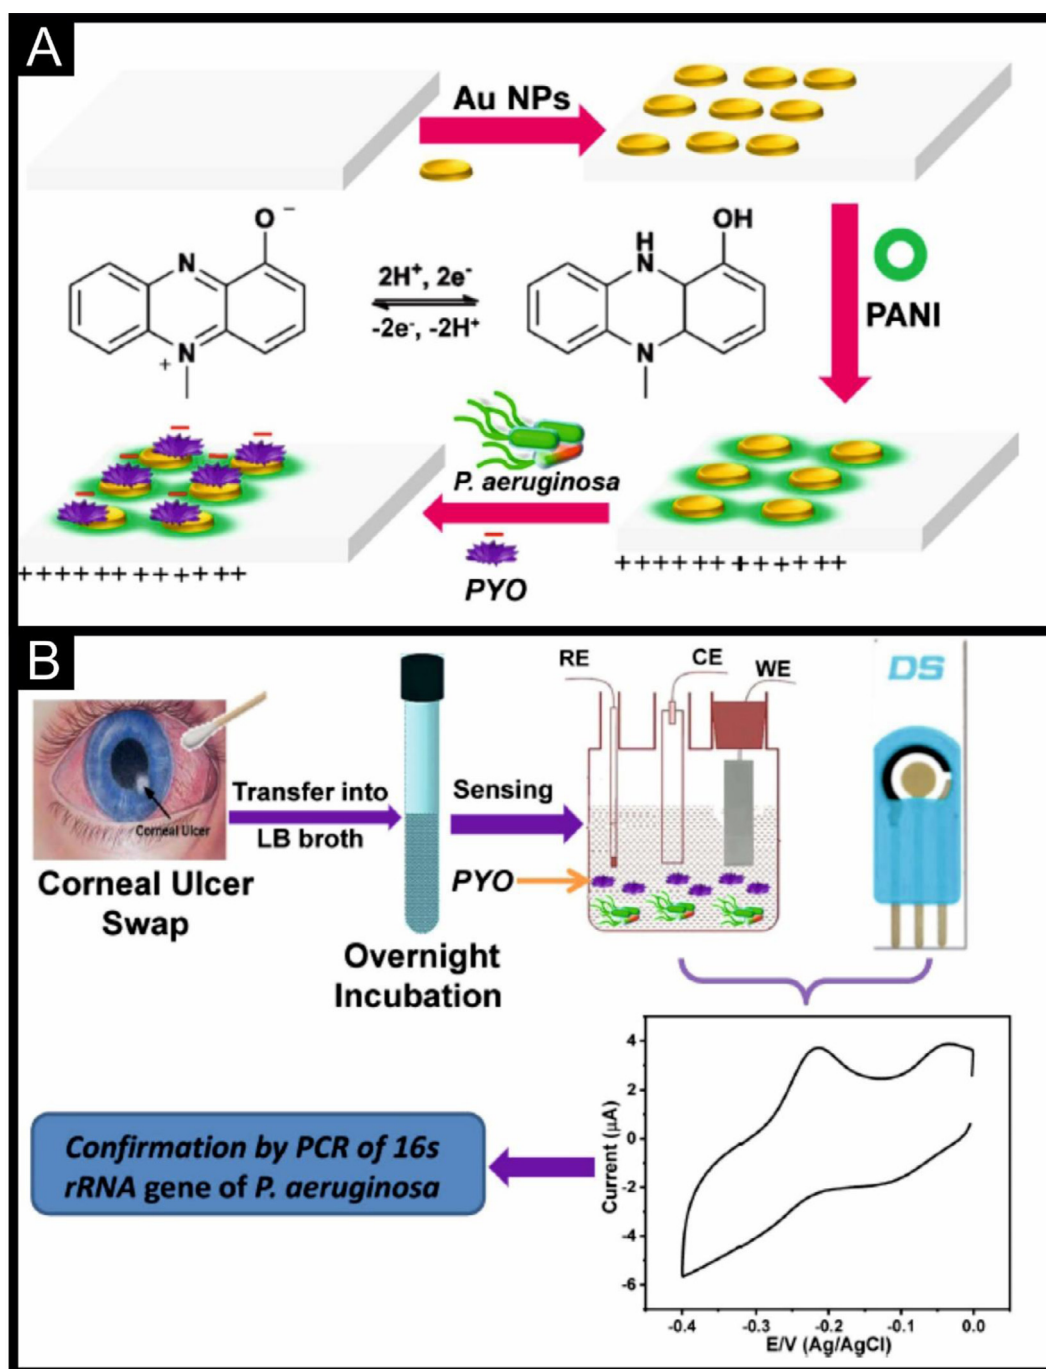 A
Au NPs
O⁻
OH
N
H
N
2H⁺, 2e⁻
-2e⁻, -2H⁺
N
+
N
PANI
P. aeruginosa
PYO
++++++++++++++
++++++++++++++
B
RE
CE
WE
DS
Corneal Ulcer
Transfer into
LB broth
Sensing
PYO
Corneal Ulcer
Swap
Overnight
Incubation
Confirmation by PCR of 16s
rRNA gene of P. aeruginosa
Current (μA)
4
2
0
-2
-4
-6
-0.4 -0.3 -0.2 -0.1 0.0
E/V (Ag/AgCl)